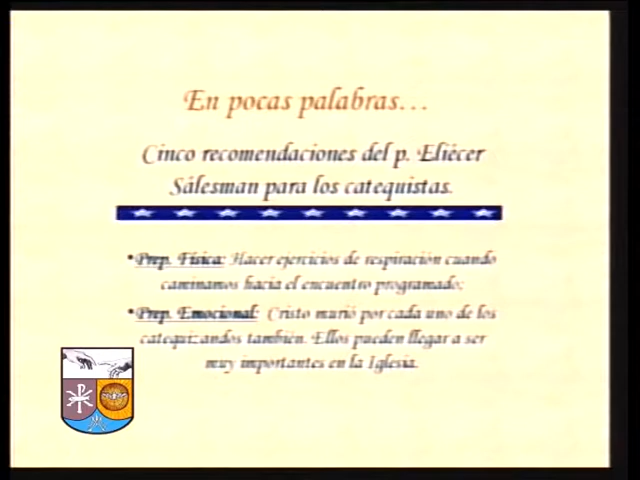 En pocas palabras...
Cinco recomendaciones del p. Eliécer
Sálesman para los catequistas.
•Prep. Física: Hacer ejercicios de respiración cuando
caminamos hacia el encuentro programado;
•Prep. Emocional: Cristo murió por cada uno de los
catequizandos también. Ellos pueden llegar a ser
muy importantes en la Iglesia.